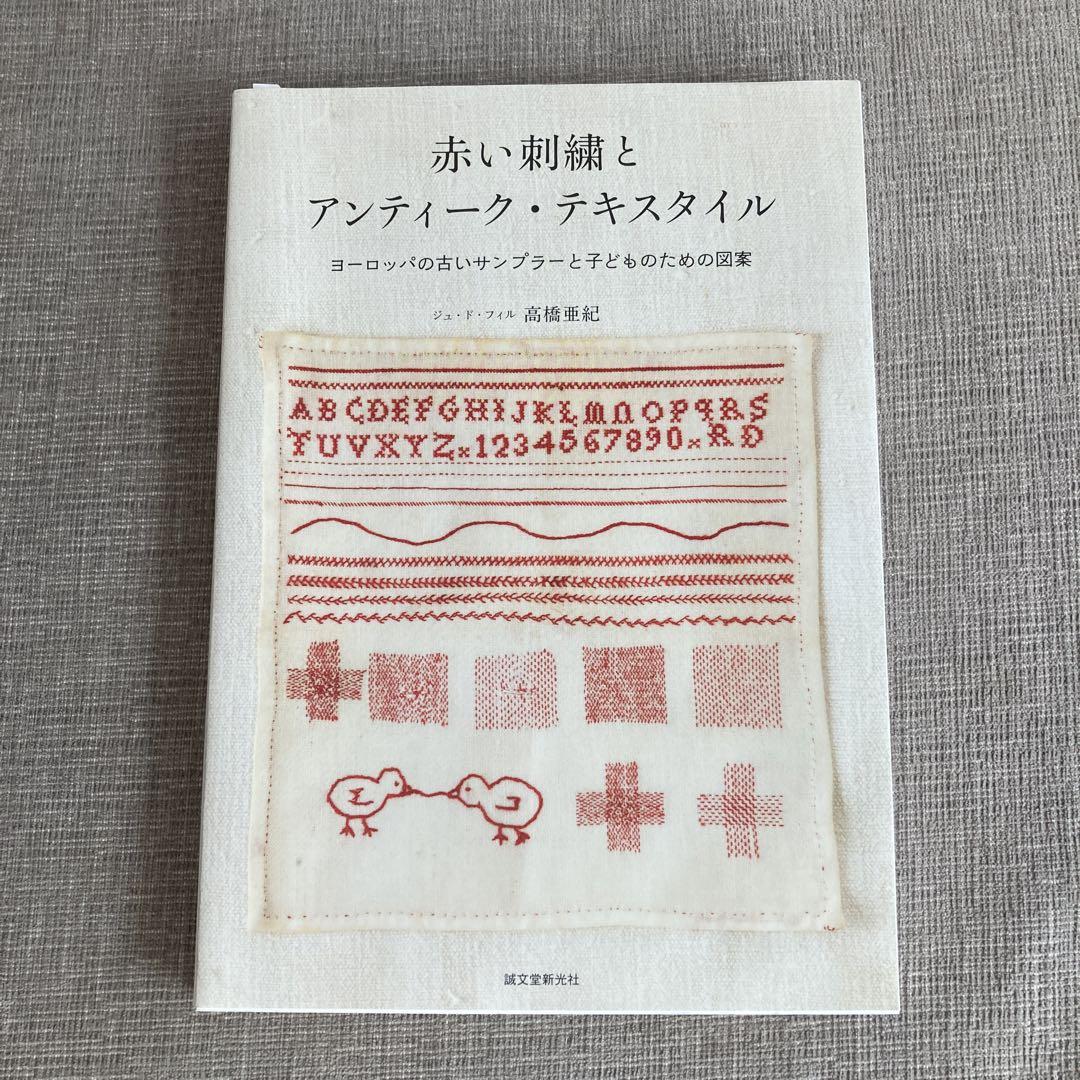 赤い刺繍と
アンティーク・テキスタイル
ヨーロッパの古いサンプラーと子どものための図案
ジュ・ド・フィル 高橋亜紀
ABCDEFGHIJKLMNOPQRS
TUVXYZ×1234567890×RD
誠文堂新光社